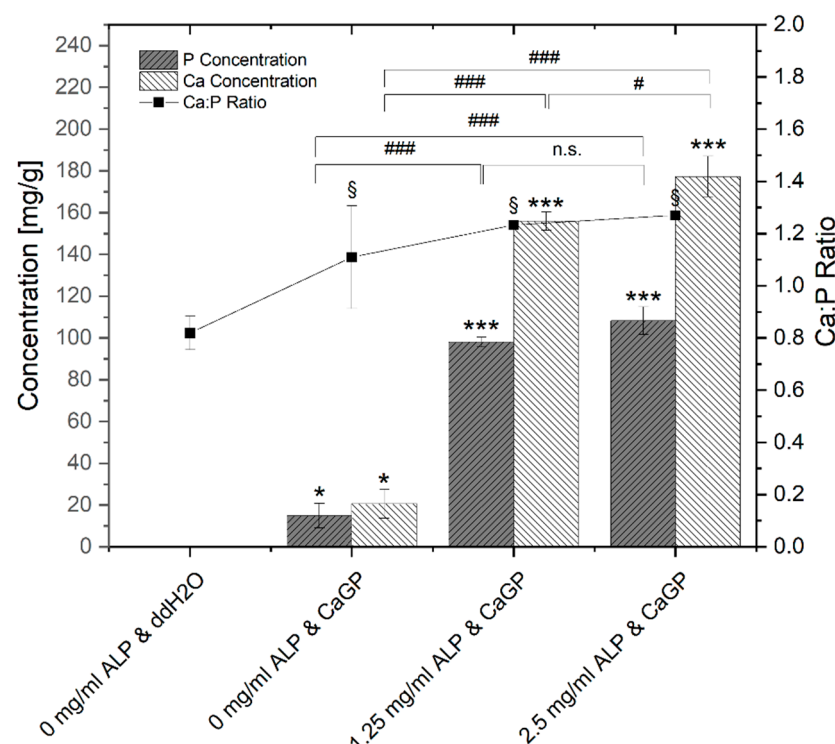 P Concentration
Ca Concentration
Ca:P Ratio
Concentration [mg/g]
240
220
200
180
160
140
120
100
80
60
40
20
0
2.0
1.8
1.6
1.4
1.2
1.0
0.8
0.6
0.4
0.2
0.0
Ca:P Ratio
###
### #
###
### n.s.
***
§ § *** §
*** ***
* *
0 mg/ml ALP & ddH2O
0 mg/ml ALP & CaGP
1.25 mg/ml ALP & CaGP
2.5 mg/ml ALP & CaGP